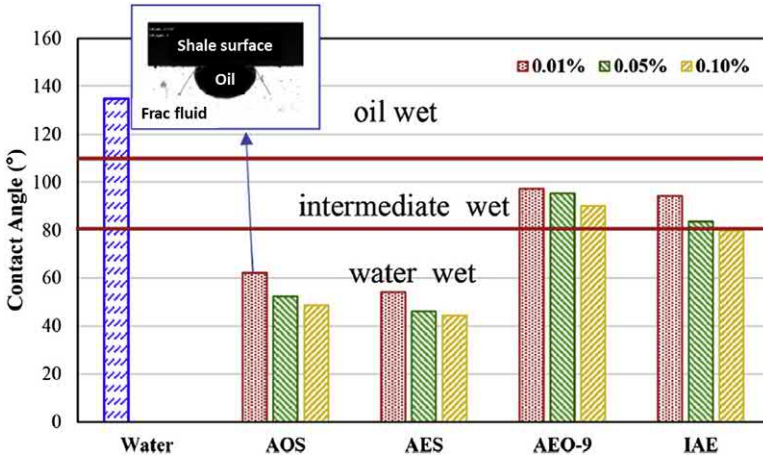 160
140
120
100
80
60
40
20
0
Contact Angle (°)
Shale surface
Oil
Frac fluid
0.01% 0.05% 0.10%
oil wet
intermediate wet
water wet
Water AOS AES AEO-9 IAE